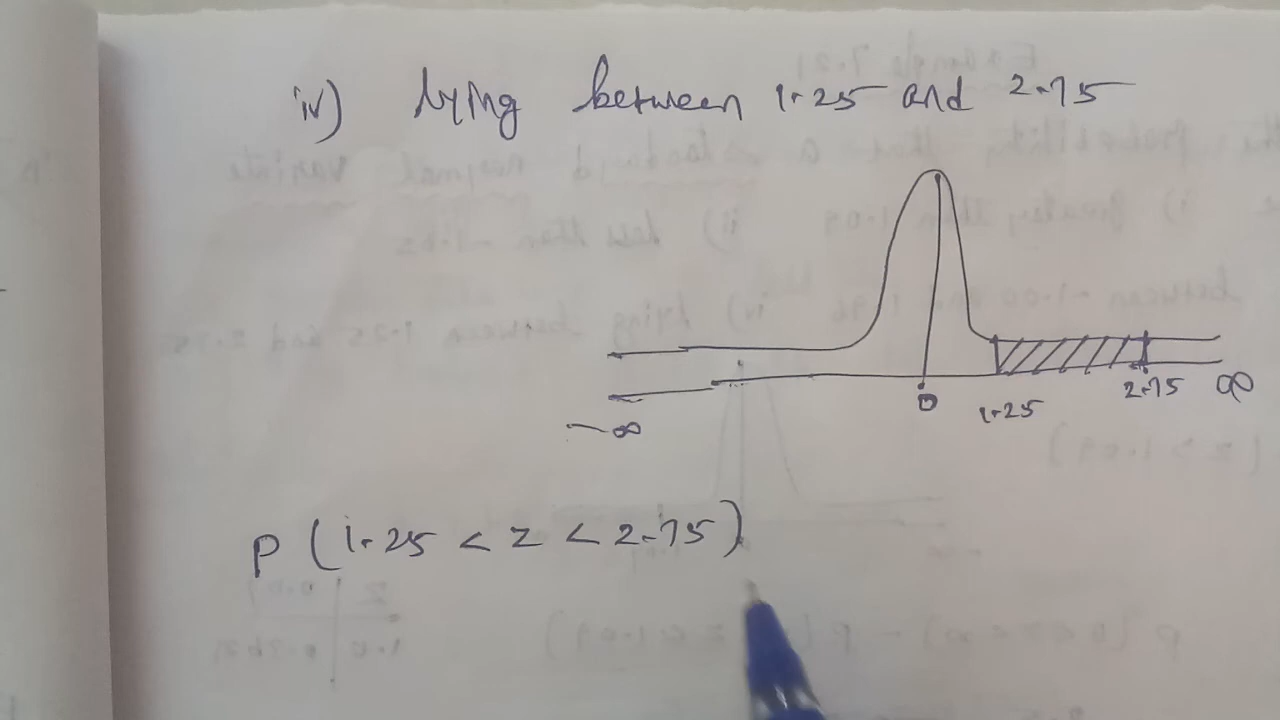 iv) lying between 1.25 and 2.75
0 1.25 2.75 ∞
-∞
P (1.25 < z < 2.75)